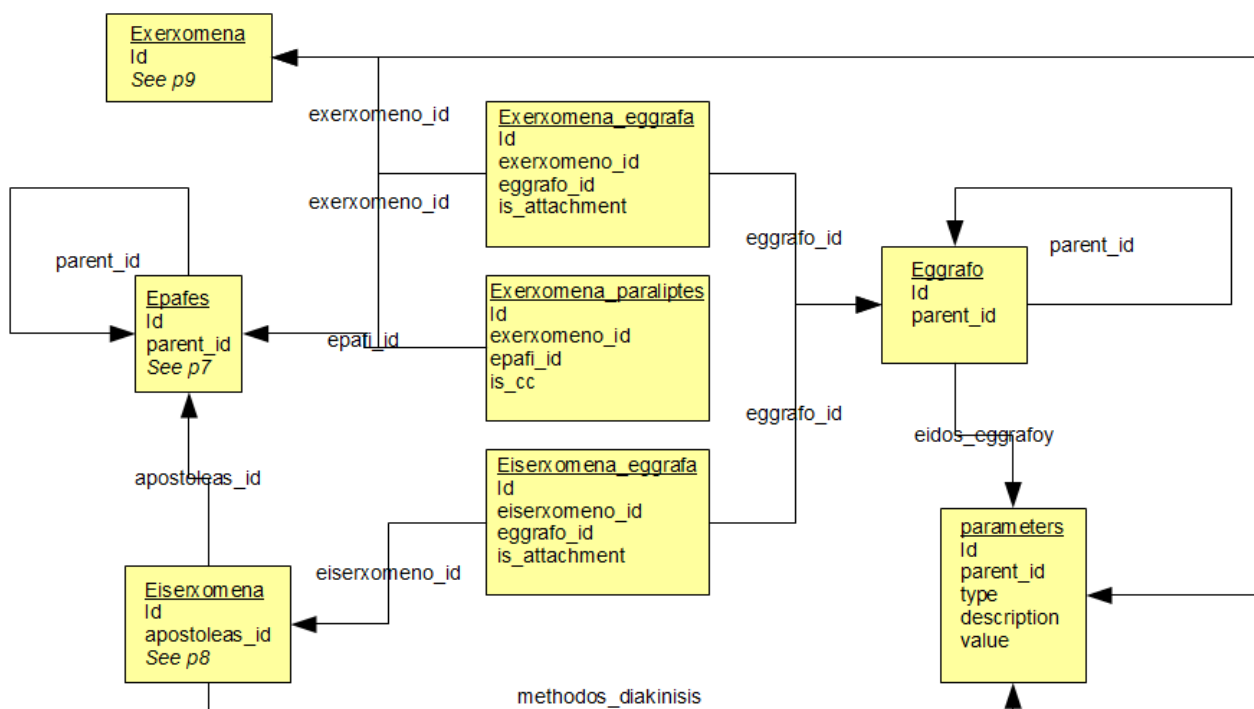 Exerxomena
Id
See p9
exerxomeno_id
Exerxomena_eggrafa
Id
exerxomeno_id
eggrafo_id
is_attachment
exerxomeno_id
eggrafo_id
parent_id
parent_id
Epafes
Id
parent_id
See p7
epafi_id
Exerxomena_paraliptes
Id
exerxomeno_id
epafi_id
is_cc
Eggrafo
Id
parent_id
eggrafo_id
eidos_eggrafoy
apostoleas_id
Eiserxomena_eggrafa
Id
eiserxomeno_id
eggrafo_id
is_attachment
eiserxomeno_id
parameters
Id
parent_id
type
description
value
Eiserxomena
Id
apostoleas_id
See p8
methodos_diakinisis